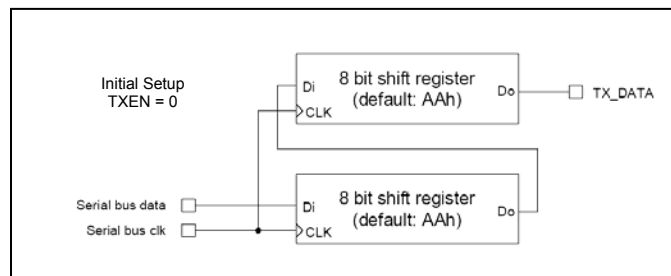 Initial Setup
TXEN = 0
Di
8 bit shift register
(default: AAh)
Do
CLK
TX_DATA
Serial bus data
Serial bus clk
Di
8 bit shift register
(default: AAh)
Do
CLK